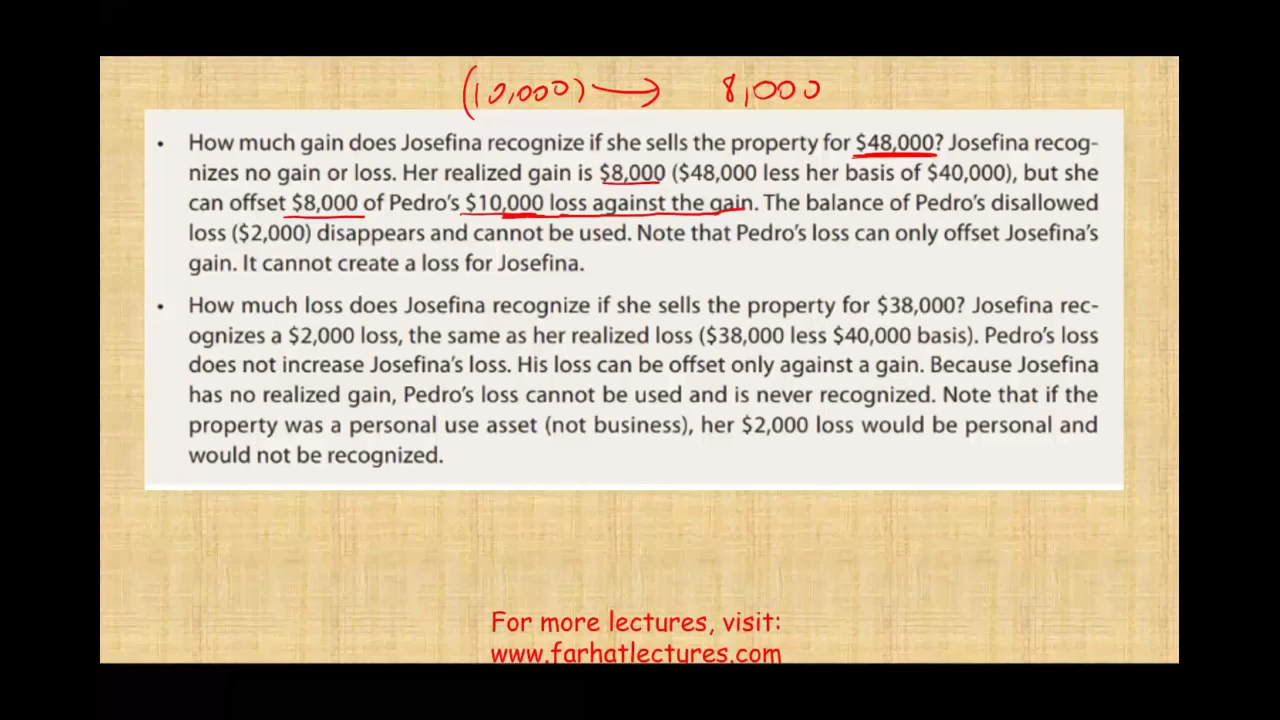 (10,000) → 8,000
• How much gain does Josefina recognize if she sells the property for $48,000? Josefina recog-
nizes no gain or loss. Her realized gain is $8,000 ($48,000 less her basis of $40,000), but she
can offset $8,000 of Pedro's $10,000 loss against the gain. The balance of Pedro's disallowed
loss ($2,000) disappears and cannot be used. Note that Pedro's loss can only offset Josefina's
gain. It cannot create a loss for Josefina.
• How much loss does Josefina recognize if she sells the property for $38,000? Josefina rec-
ognizes a $2,000 loss, the same as her realized loss ($38,000 less $40,000 basis). Pedro's loss
does not increase Josefina's loss. His loss can be offset only against a gain. Because Josefina
has no realized gain, Pedro's loss cannot be used and is never recognized. Note that if the
property was a personal use asset (not business), her $2,000 loss would be personal and
would not be recognized.
For more lectures, visit:
www.farhatlectures.com